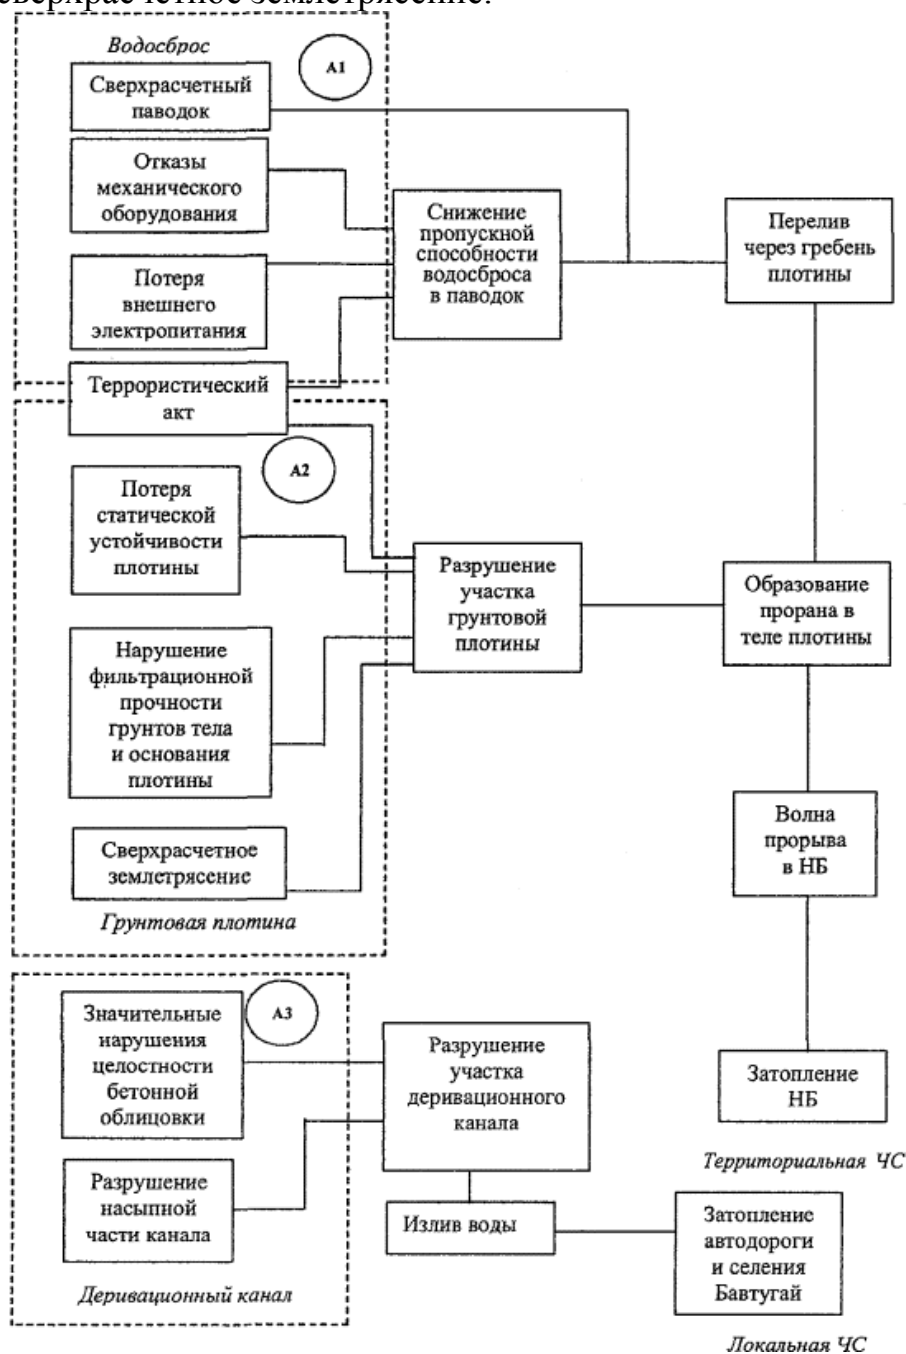 сверхрасчетное землетрясение.
Водосброс
А1
Сверхрасчетный
паводок
Отказы
механического
оборудования
Потеря
внешнего
электропитания
Террористический
акт
Снижение
пропускной
способности
водосброса
в паводок
Перелив
через гребень
плотины
А2
Потеря
статической
устойчивости
плотины
Нарушение
фильтрационной
прочности
грунтов тела
и основания
плотины
Сверхрасчетное
землетрясение
Грунтовая плотина
Разрушение
участка
грунтовой
плотины
Образование
прорана в
теле плотины
Волна
прорыва
в НБ
Затопление
НБ
Территориальная ЧС
А3
Значительные
нарушения
целостности
бетонной
облицовки
Разрушение
насыпной
части канала
Деривационный канал
Разрушение
участка
деривационного
канала
Излив воды
Затопление
автодороги
и селения
Бавтугай
Локальная ЧС